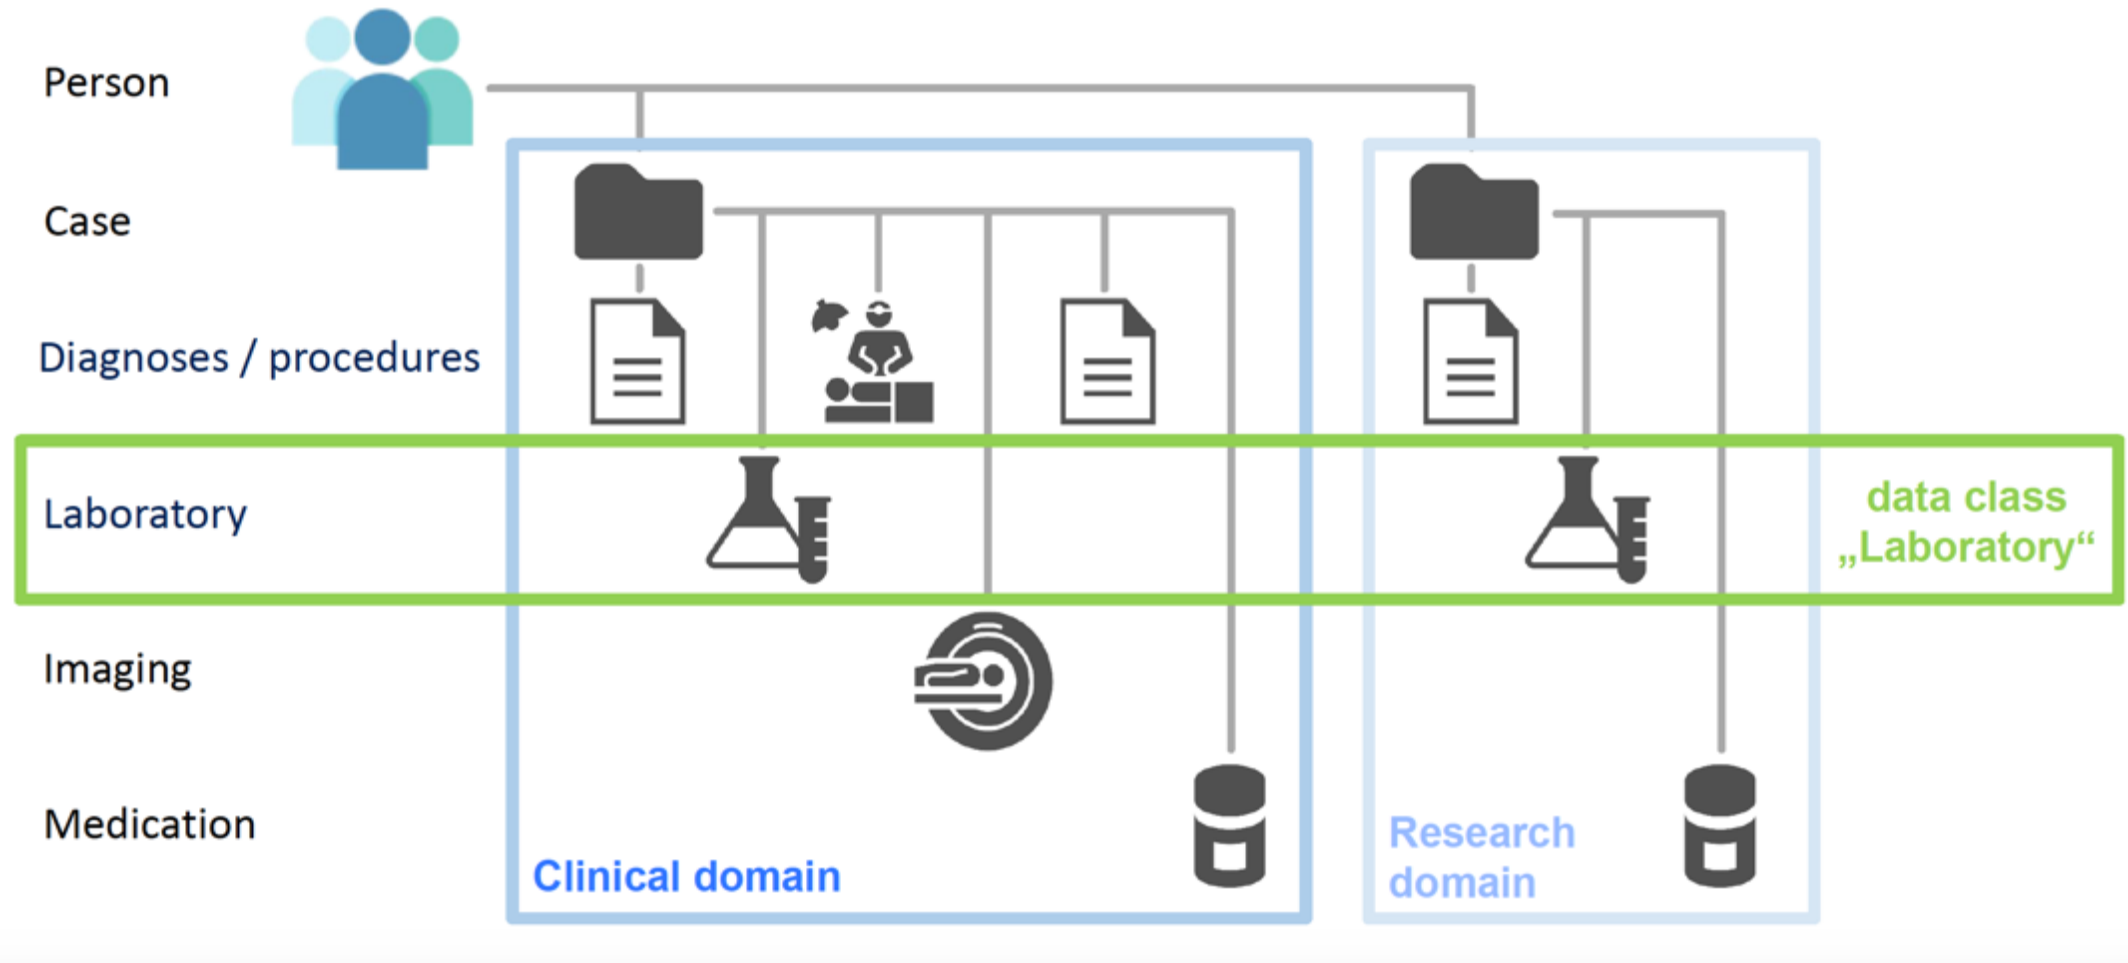 Person
Case
Diagnoses / procedures
Laboratory
data class
„Laboratory“
Imaging
Medication
Clinical domain
Research
domain